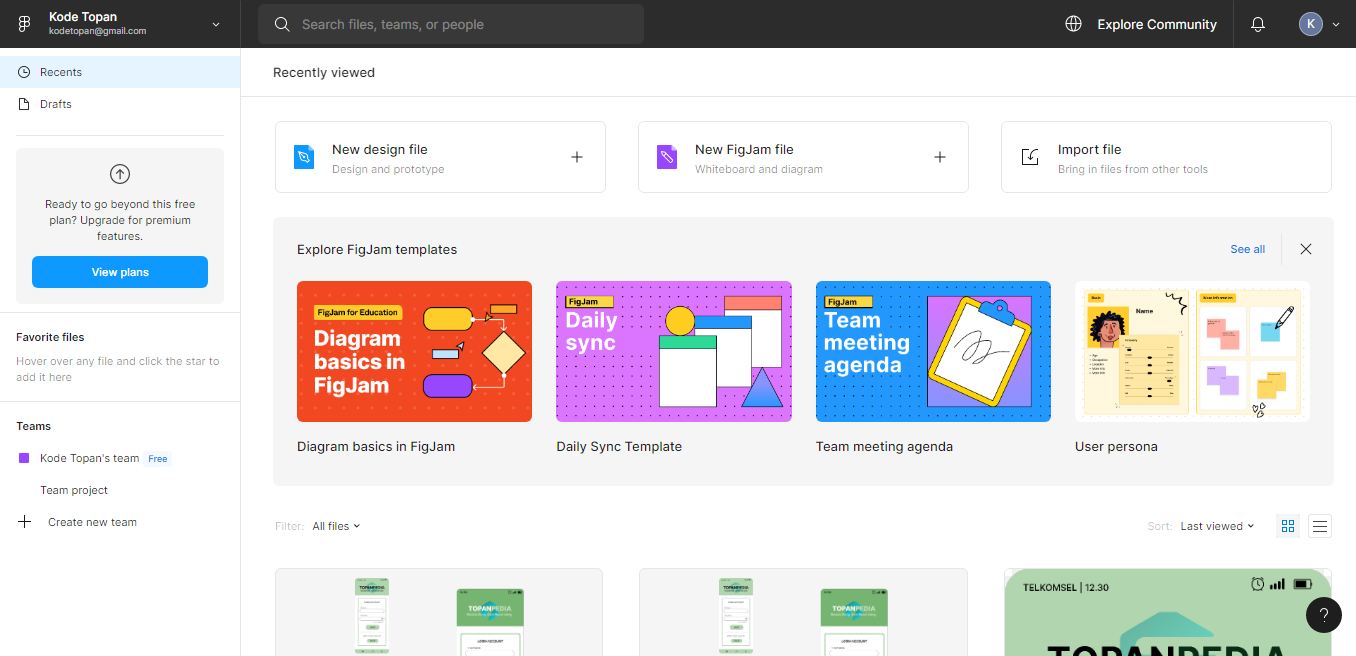 Kode Topan
kodetopan@gmail.com
Search files, teams, or people
Explore Community
K
Recents
Drafts
Ready to go beyond this free
plan? Upgrade for premium
features.
View plans
Favorite files
Hover over any file and click the star to
add it here
Teams
Kode Topan's team Free
Team project
Create new team
Recently viewed
New design file
Design and prototype
New FigJam file
Whiteboard and diagram
Import file
Bring in files from other tools
Explore FigJam templates
See all
FigJam for Education
Diagram
basics in
FigJam
Diagram basics in FigJam
FigJam
Daily
sync
Daily Sync Template
FigJam
Team
meeting
agenda
Team meeting agenda
Name
User persona
Filter: All files
Sort: Last viewed
TOPANPEDIA
TOPANPEDIA
LOGIN ACCOUNT
TOPANPEDIA
TOPANPEDIA
LOGIN ACCOUNT
TELKOMSEL | 12.30
TOPANPEDIA
?